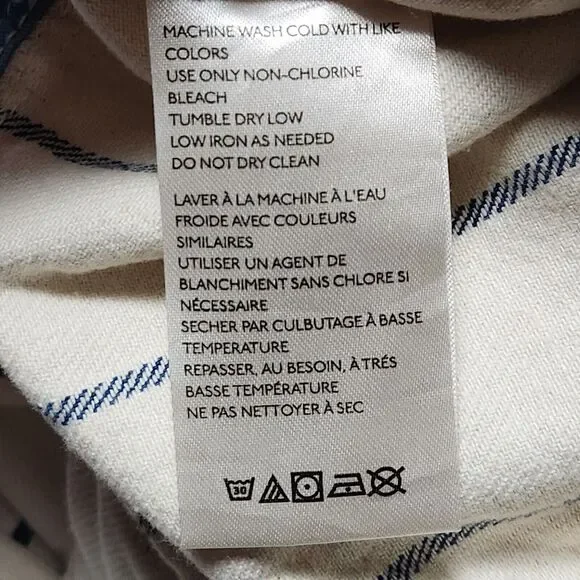 MACHINE WASH COLD WITH LIKE
COLORS
USE ONLY NON-CHLORINE
BLEACH
TUMBLE DRY LOW
LOW IRON AS NEEDED
DO NOT DRY CLEAN
LAVER À LA MACHINE À L'EAU
FROIDE AVEC COULEURS
SIMILAIRES
UTILISER UN AGENT DE
BLANCHIMENT SANS CHLORE SI
NÉCESSAIRE
SECHER PAR CULBUTAGE À BASSE
TEMPERATURE
REPASSER, AU BESOIN, À TRÉS
BASSE TEMPÉRATURE
NE PAS NETTOYER À SEC
30